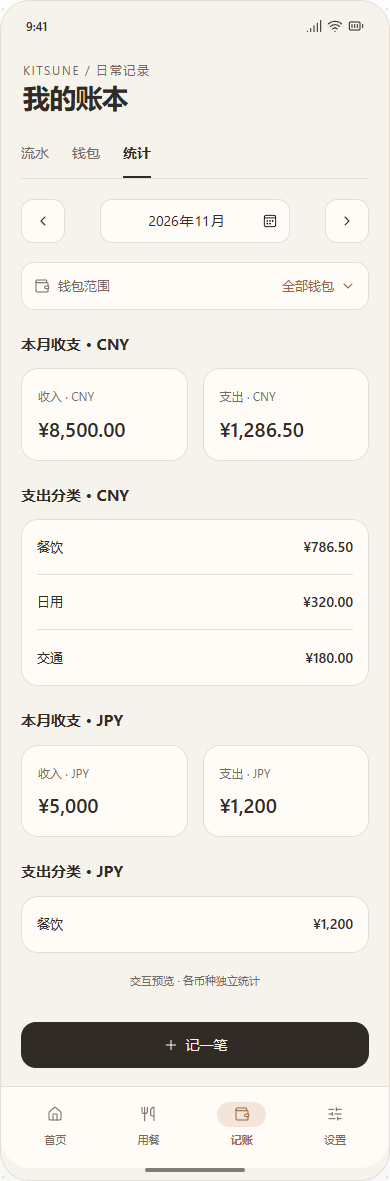 9:41
KITSUNE / 日常记录
我的账本
流水 钱包 统计
2026年11月
钱包范围 全部钱包
本月收支 • CNY
收入 · CNY 支出 · CNY
¥8,500.00 ¥1,286.50
支出分类 • CNY
餐饮 ¥786.50
日用 ¥320.00
交通 ¥180.00
本月收支 • JPY
收入 · JPY 支出 · JPY
¥5,000 ¥1,200
支出分类 • JPY
餐饮 ¥1,200
交互预览 · 各币种独立统计
+ 记一笔
首页 用餐 记账 设置